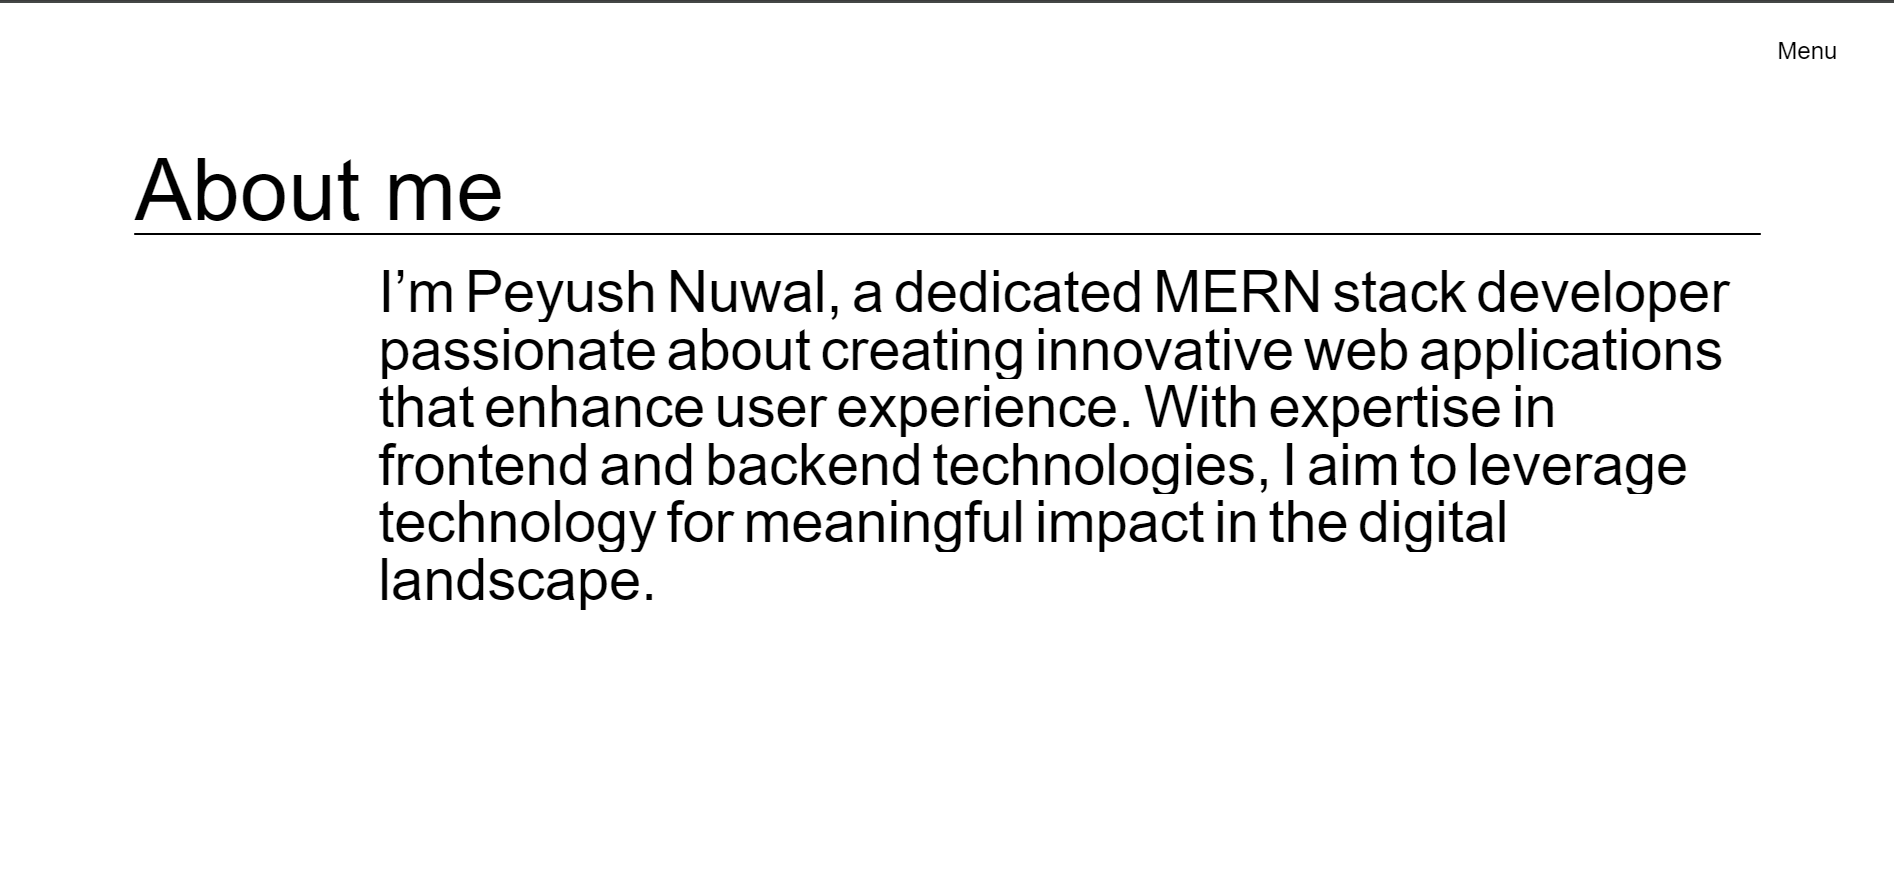 Menu
About me
I’m Peyush Nuwal, a dedicated MERN stack developer
passionate about creating innovative web applications
that enhance user experience. With expertise in
frontend and backend technologies, I aim to leverage
technology for meaningful impact in the digital
landscape.